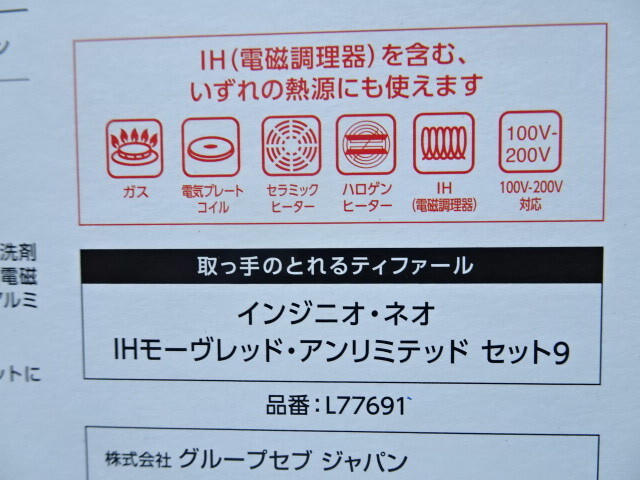 ン
IH(電磁調理器)を含む、
いずれの熱源にも使えます
100V-
200V
ガス
電気プレート
コイル
セラミック
ヒーター
ハロゲン
ヒーター
IH
(電磁調理器)
100V-200V
対応
洗剤
電磁
アルミ
ットに
取っ手のとれるティファール
インジニオ・ネオ
IHモーヴレッド・アンリミテッド セット9
品番:L77691
株式会社 グループセブ ジャパン